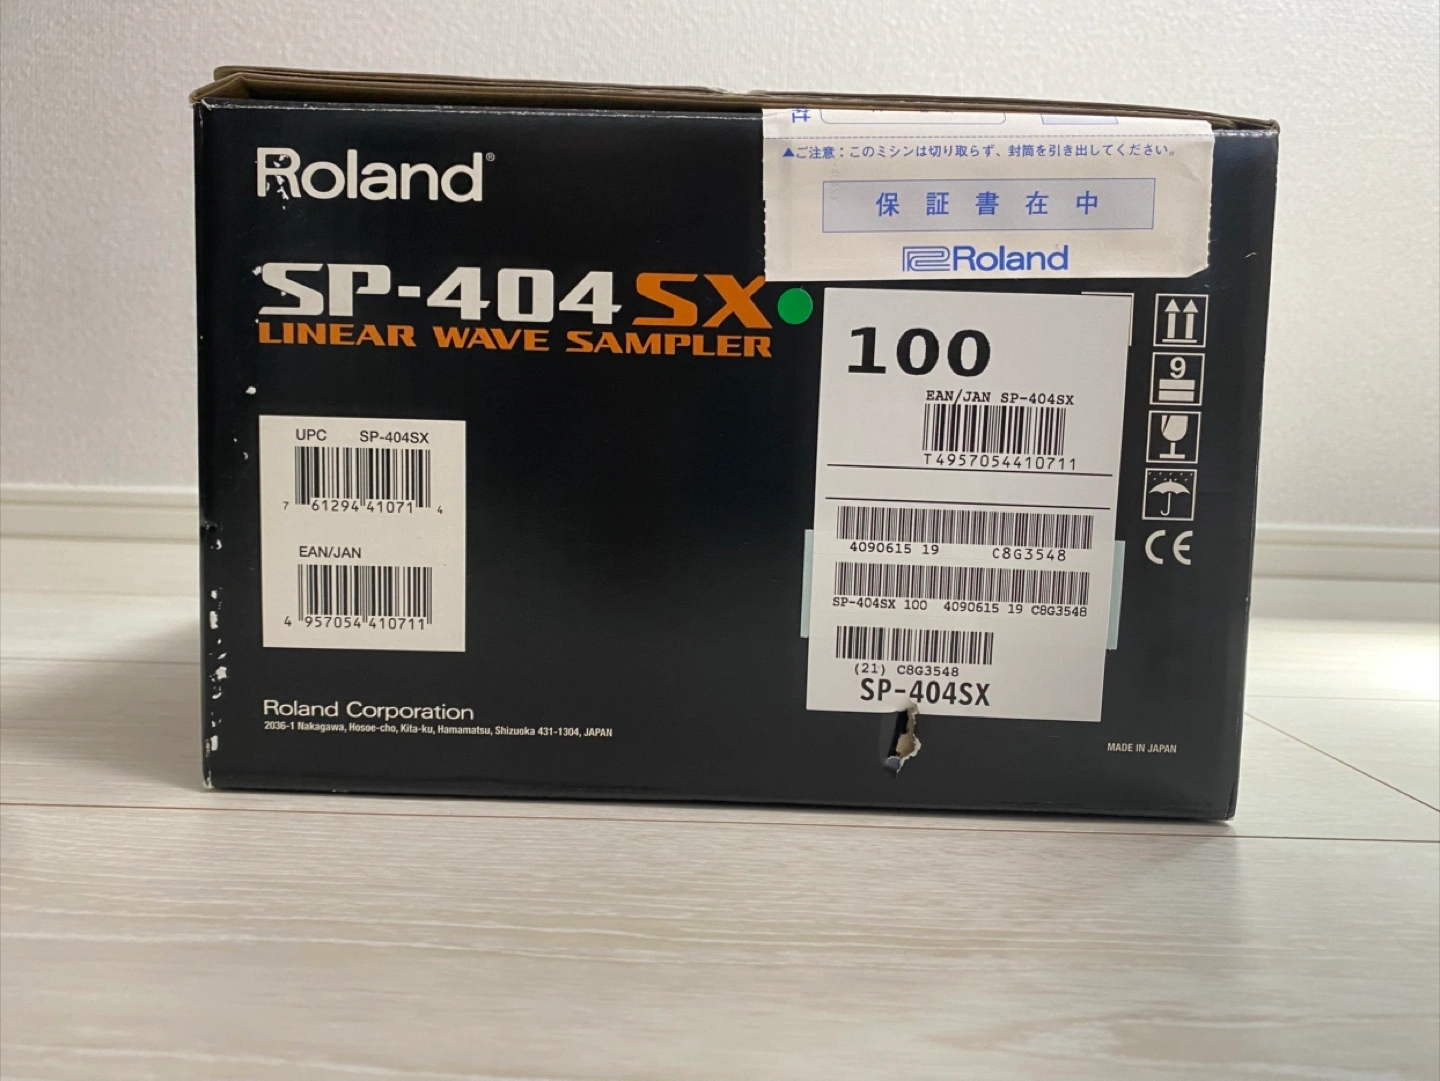 Roland®
SP-404SX
LINEAR WAVE SAMPLER
社
▲ご注意：このミシンは切り取らず、封筒を引き出してください。
保証書在中
Roland
100
EAN/JAN SP-404SX
T4957054410711
4090615 19 C8G3548
SP-404SX 100 4090615 19 C8G3548
(21) C8G3548
SP-404SX
UPC SP-404SX
7 61294 41071 4
EAN/JAN
4 957054 410711
9
CE
Roland Corporation
2036-1 Nakagawa, Hosoe-cho, Kita-ku, Hamamatsu, Shizuoka 431-1304, JAPAN
MADE IN JAPAN